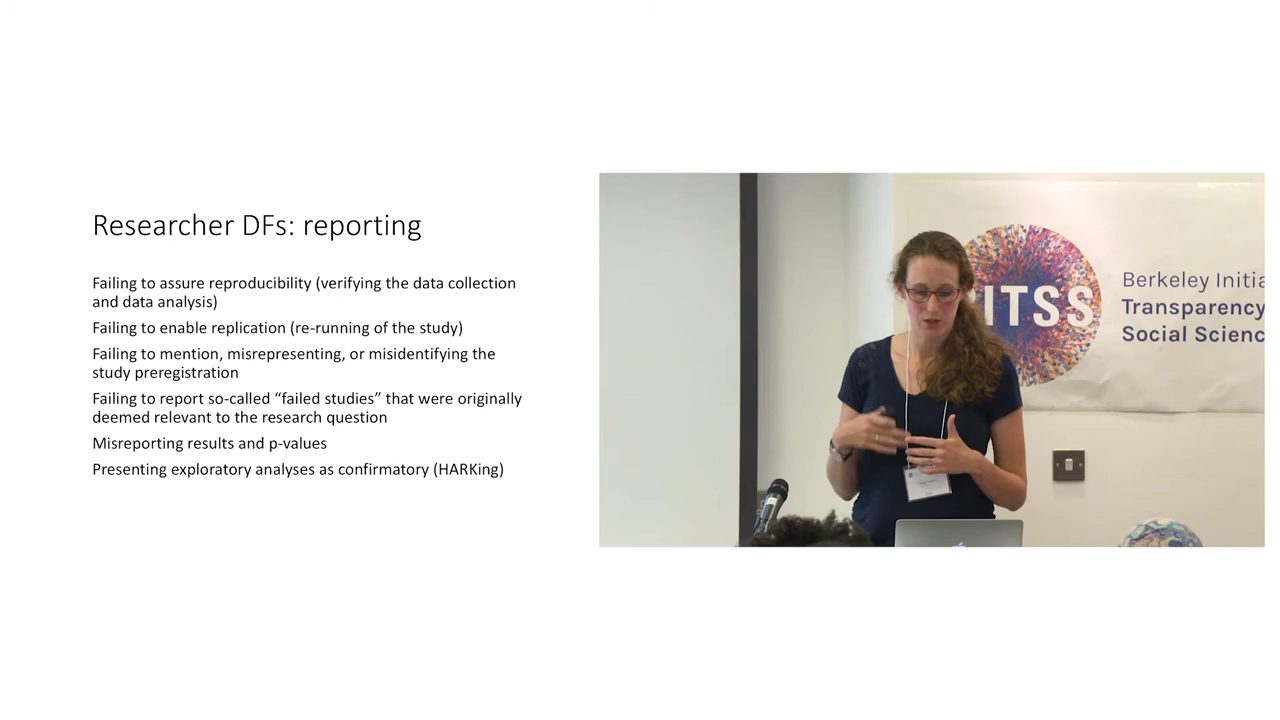 Researcher DFs: reporting
Failing to assure reproducibility (verifying the data collection
and data analysis)
Failing to enable replication (re-running of the study)
Failing to mention, misrepresenting, or misidentifying the
study preregistration
Failing to report so-called “failed studies” that were originally
deemed relevant to the research question
Misreporting results and p-values
Presenting exploratory analyses as confirmatory (HARKing)
ITSS
Berkeley Initia
Transparency
Social Scienc